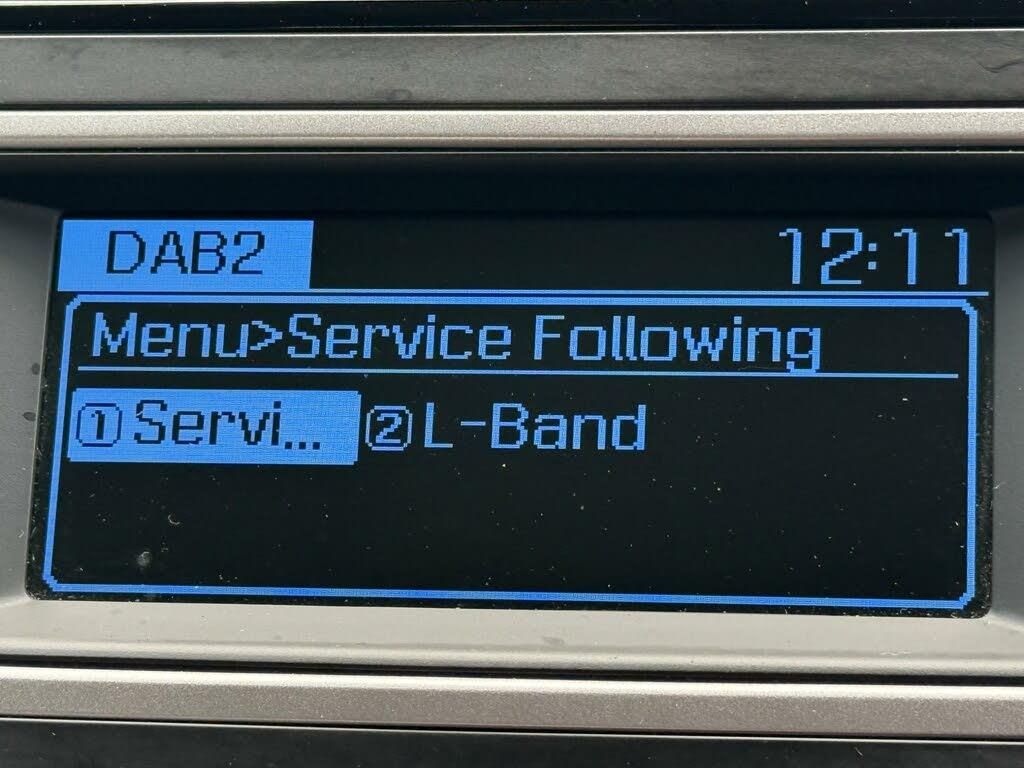 DAB2 12:11
Menu>Service Following
①Servi... ②L-Band